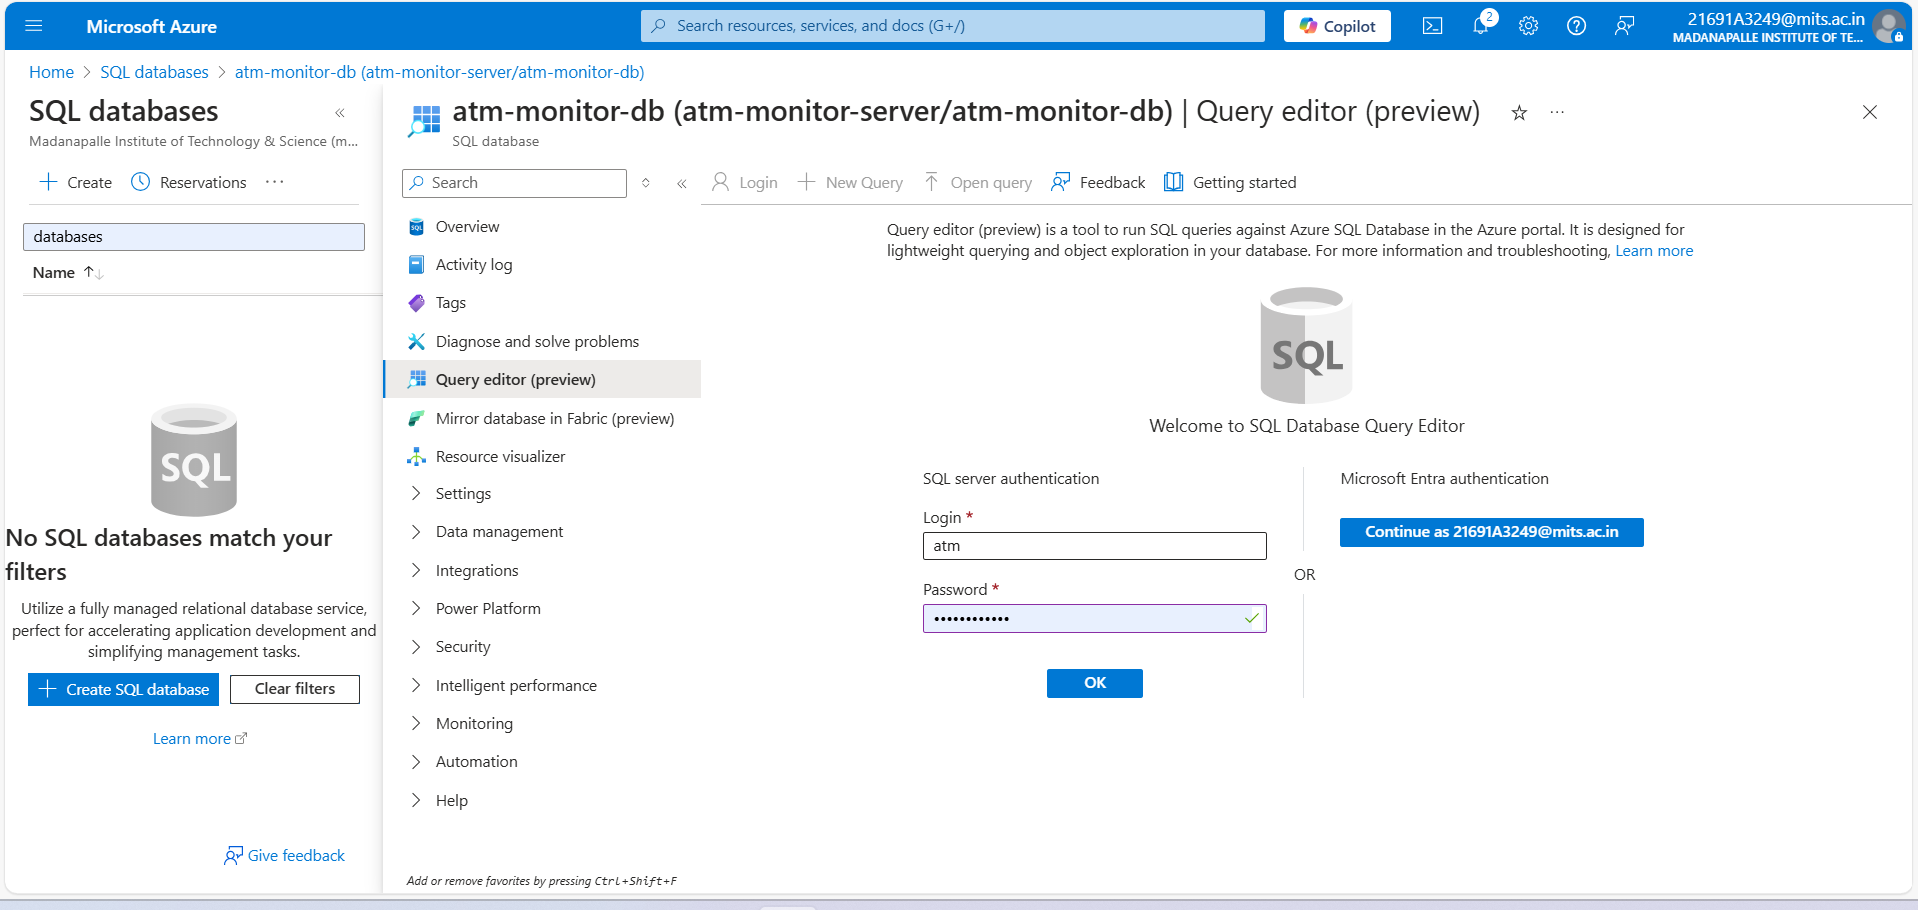 Microsoft Azure
Search resources, services, and docs (G+/)
Copilot
2
21691A3249@mits.ac.in
MADANAPALLE INSTITUTE OF TE...
Home > SQL databases > atm-monitor-db (atm-monitor-server/atm-monitor-db)
SQL databases
Madanapalle Institute of Technology & Science (m...
Create
Reservations
databases
Name
SQL
No SQL databases match your
filters
Utilize a fully managed relational database service,
perfect for accelerating application development and
simplifying management tasks.
Create SQL database
Clear filters
Learn more
Give feedback
atm-monitor-db (atm-monitor-server/atm-monitor-db) | Query editor (preview)
SQL database
Search
Overview
Activity log
Tags
Diagnose and solve problems
Query editor (preview)
Mirror database in Fabric (preview)
Resource visualizer
Settings
Data management
Integrations
Power Platform
Security
Intelligent performance
Monitoring
Automation
Help
Add or remove favorites by pressing Ctrl+Shift+F
Login
New Query
Open query
Feedback
Getting started
Query editor (preview) is a tool to run SQL queries against Azure SQL Database in the Azure portal. It is designed for
lightweight querying and object exploration in your database. For more information and troubleshooting, Learn more
SQL
Welcome to SQL Database Query Editor
SQL server authentication
Login *
atm
Password *
••••••••••••
OK
OR
Microsoft Entra authentication
Continue as 21691A3249@mits.ac.in